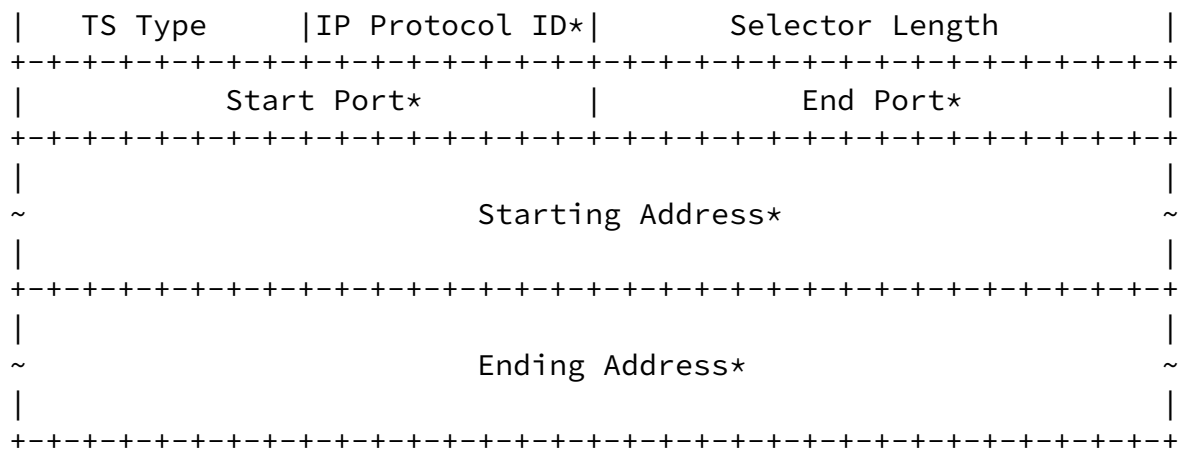 |    TS Type     |IP Protocol ID*|       Selector Length         |
+-+-+-+-+-+-+-+-+-+-+-+-+-+-+-+-+-+-+-+-+-+-+-+-+-+-+-+-+-+-+-+-+
|           Start Port*         |           End Port*           |
+-+-+-+-+-+-+-+-+-+-+-+-+-+-+-+-+-+-+-+-+-+-+-+-+-+-+-+-+-+-+-+-+
|                                                               |
~                         Starting Address*                     ~
|                                                               |
+-+-+-+-+-+-+-+-+-+-+-+-+-+-+-+-+-+-+-+-+-+-+-+-+-+-+-+-+-+-+-+-+
|                                                               |
~                         Ending Address*                       ~
|                                                               |
+-+-+-+-+-+-+-+-+-+-+-+-+-+-+-+-+-+-+-+-+-+-+-+-+-+-+-+-+-+-+-+-+